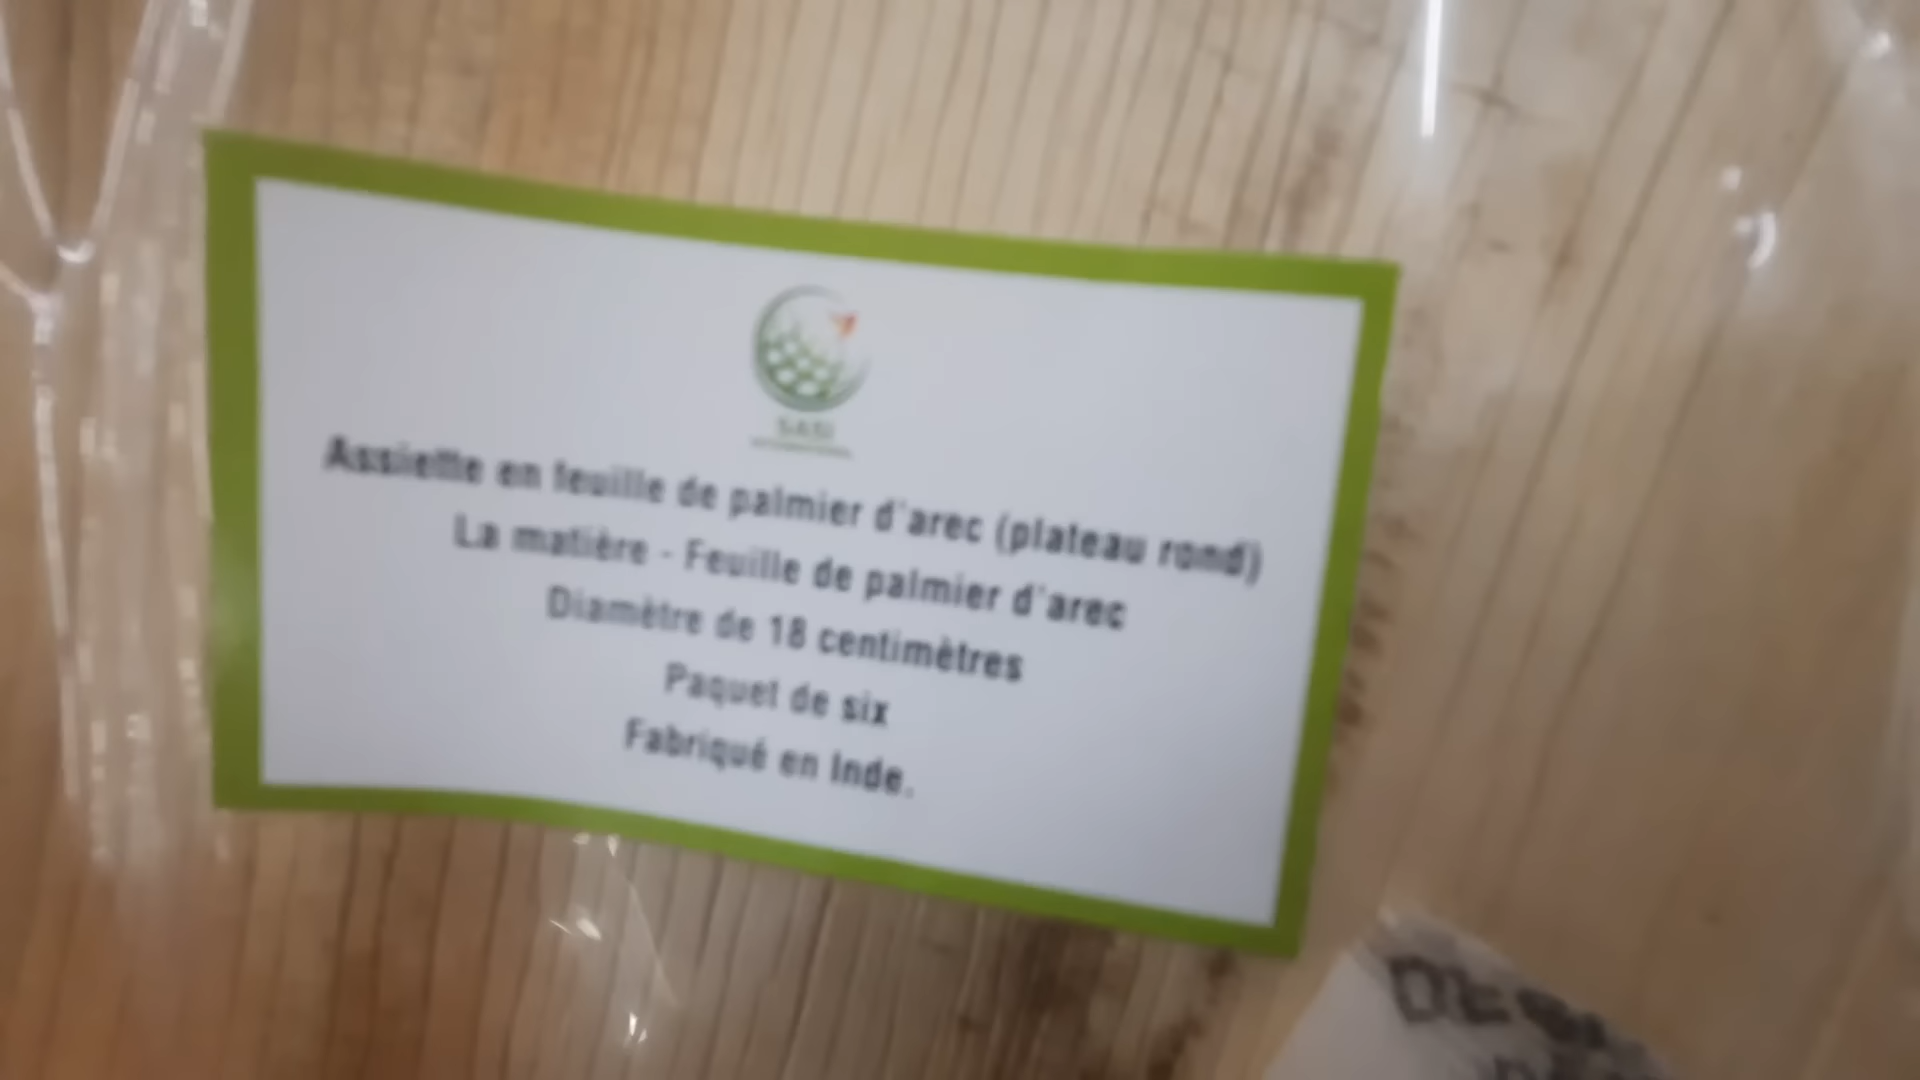 SASI
Assiette en feuille de palmier d'arec (plateau rond)
La matière - Feuille de palmier d'arec
Diamètre de 18 centimètres
Paquet de six
Fabriqué en Inde.